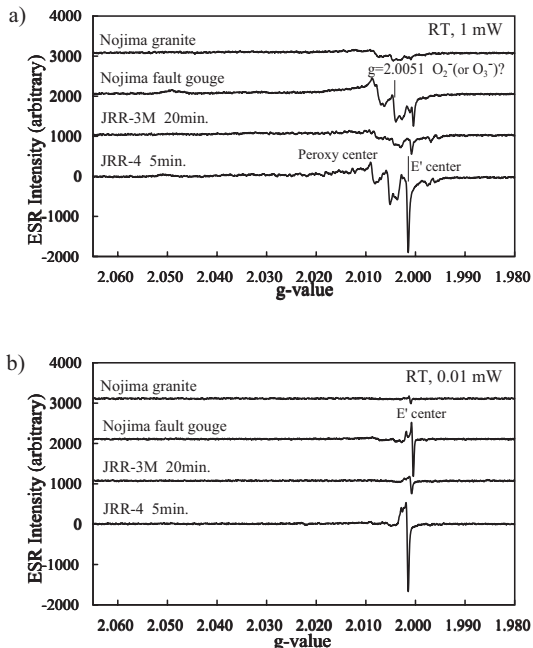 a)
RT, 1 mW
4000
3000
2000
1000
0
-1000
-2000
ESR Intensity (arbitrary)
Nojima granite
g=2.0051 O₂⁻(or O₃⁻)?
Nojima fault gouge
JRR-3M 20min.
Peroxy center
E' center
JRR-4 5min.
2.060 2.050 2.040 2.030 2.020 2.010 2.000 1.990 1.980
g-value
b)
RT, 0.01 mW
4000
3000
2000
1000
0
-1000
-2000
ESR Intensity (arbitrary)
Nojima granite
E' center
Nojima fault gouge
JRR-3M 20min.
JRR-4 5min.
2.060 2.050 2.040 2.030 2.020 2.010 2.000 1.990 1.980
g-value